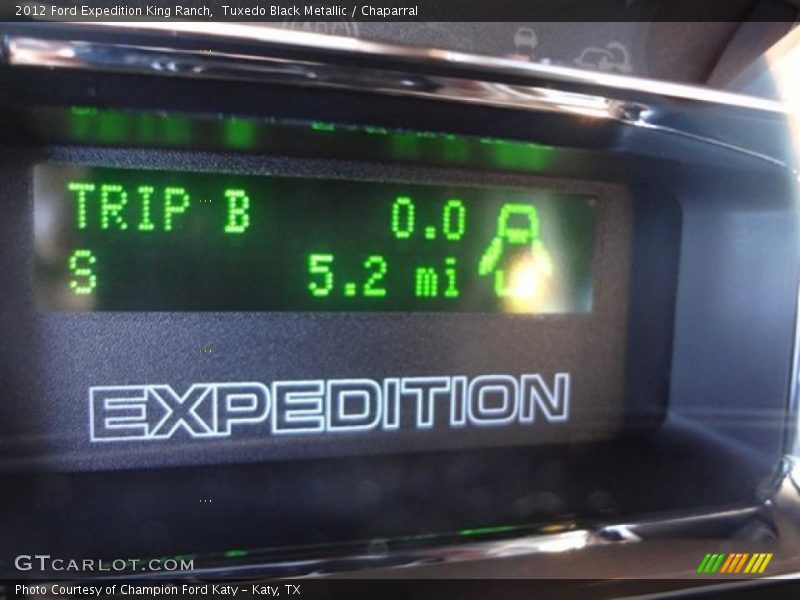 2012 Ford Expedition King Ranch,  Tuxedo Black Metallic / Chaparral
TRIP B 0.0
S 5.2 mi
EXPEDITION
GTCARLOT.COM
Photo Courtesy of Champion Ford Katy - Katy, TX